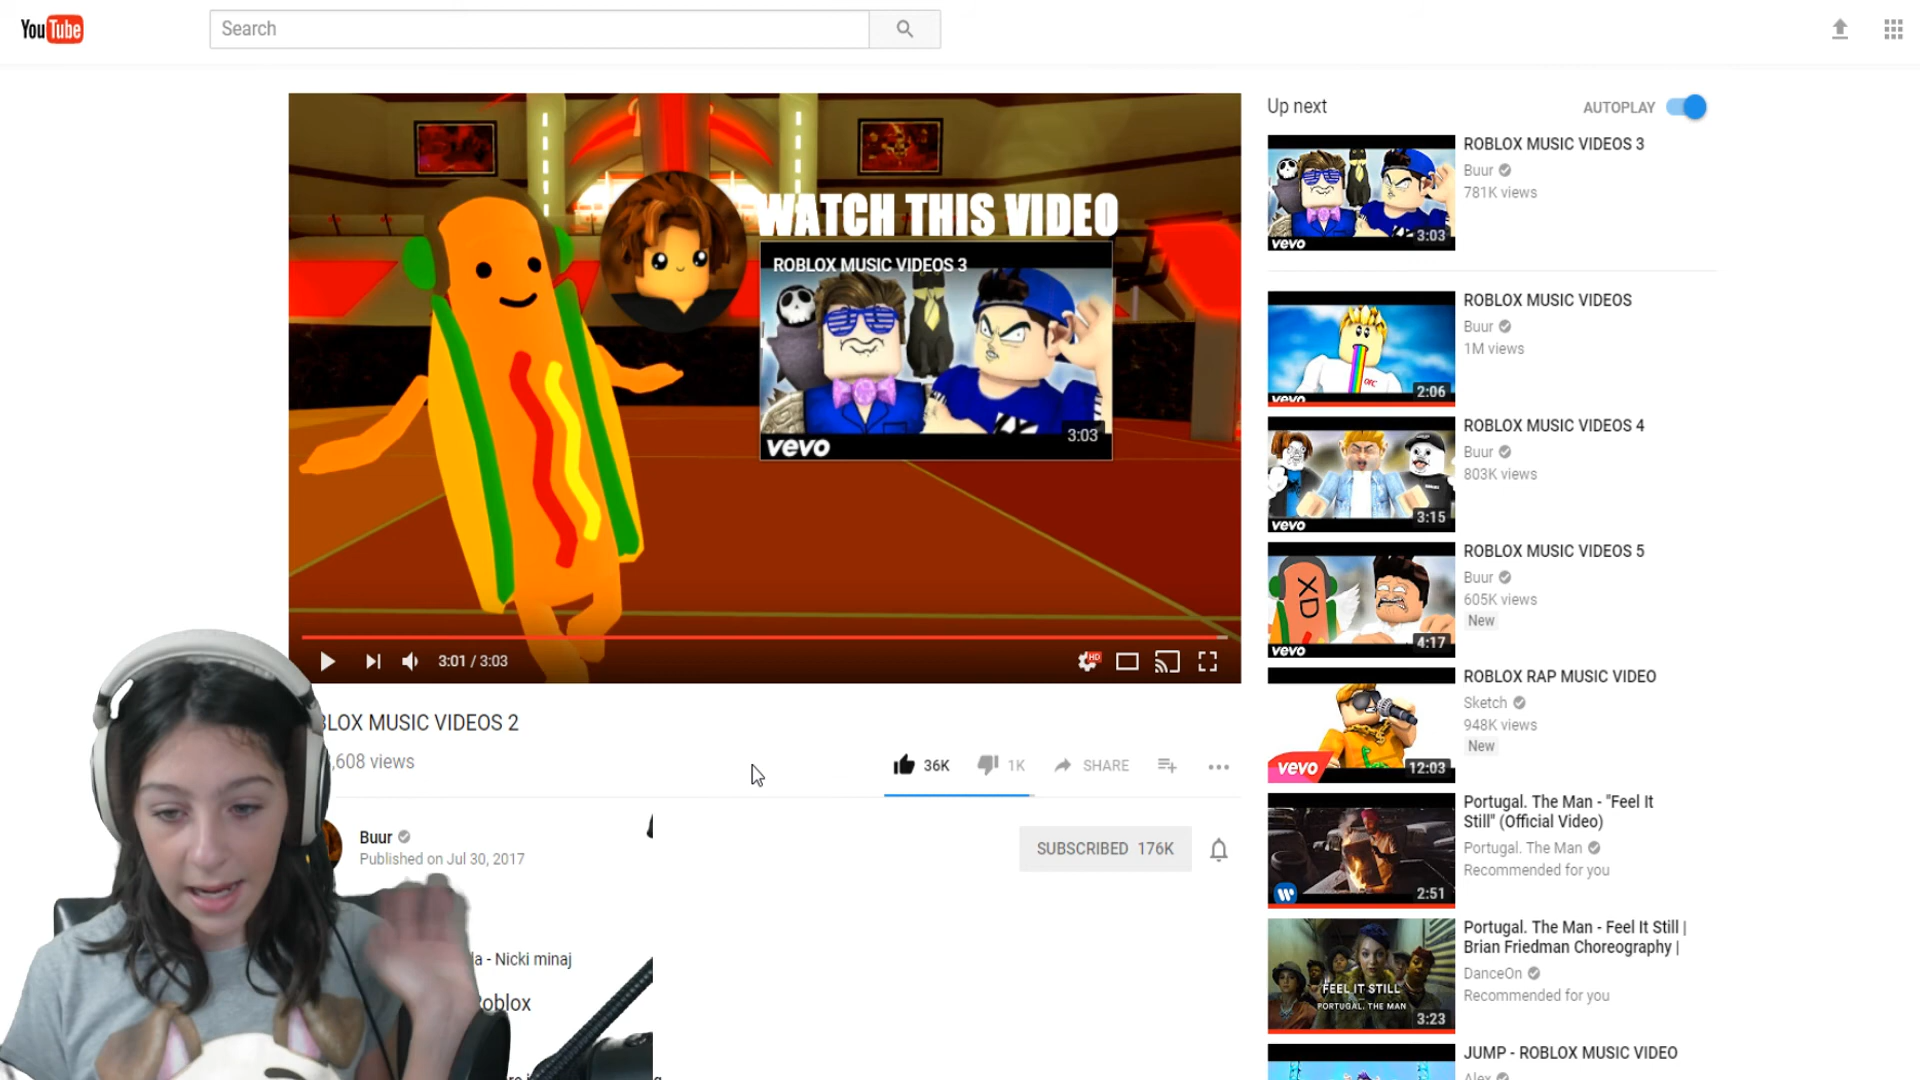 YouTube
Search
WATCH THIS VIDEO
ROBLOX MUSIC VIDEOS 3
vevo
3:03
3:01 / 3:03
HD
BLOX MUSIC VIDEOS 2
,608 views
36K
1K
SHARE
Buur
Published on Jul 30, 2017
SUBSCRIBED 176K
la - Nicki minaj
oblox
Up next
AUTOPLAY
ROBLOX MUSIC VIDEOS 3
Buur
781K views
vevo
3:03
ROBLOX MUSIC VIDEOS
Buur
1M views
OFC
vevo
2:06
ROBLOX MUSIC VIDEOS 4
Buur
803K views
vevo
3:15
ROBLOX MUSIC VIDEOS 5
Buur
605K views
New
XD
vevo
4:17
ROBLOX RAP MUSIC VIDEO
Sketch
948K views
New
vevo
12:03
Portugal. The Man - "Feel It
Still" (Official Video)
Portugal. The Man
Recommended for you
2:51
Portugal. The Man - Feel It Still |
Brian Friedman Choreography |
DanceOn
Recommended for you
FEEL IT STILL
PORTUGAL. THE MAN
3:23
JUMP - ROBLOX MUSIC VIDEO
Alex